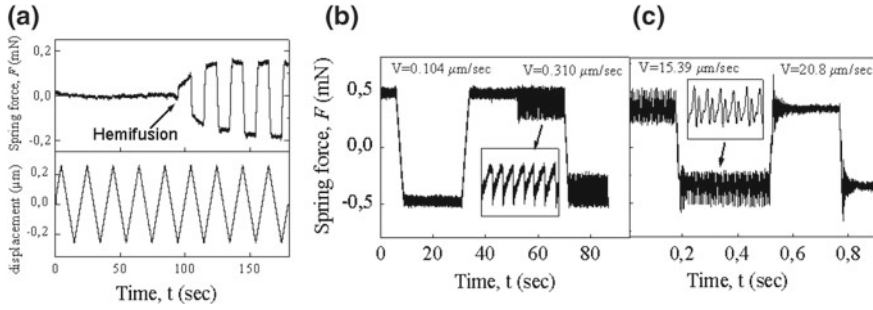 (a)
Spring force, F (mN)
0,2
0,0
-0,2
Hemifusion
displacement (μm)
0,2
0,0
-0,2
0
50
100
150
Time, t (sec)
(b)
Spring force, F (mN)
V=0.104 μm/sec
V=0.310 μm/sec
0,5
0,0
-0,5
0
20
40
60
80
Time, t (sec)
(c)
V=15.39 μm/sec
V=20.8 μm/sec
0,2
0,4
0,6
0,8
Time, t (sec)